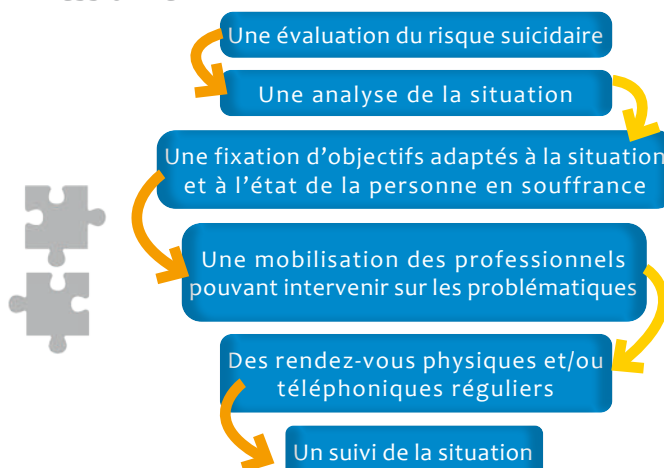 Une évaluation du risque suicidaire
Une analyse de la situation
Une fixation d’objectifs adaptés à la situation
et à l’état de la personne en souffrance
Une mobilisation des professionnels
pouvant intervenir sur les problématiques
Des rendez-vous physiques et/ou
téléphoniques réguliers
Un suivi de la situation